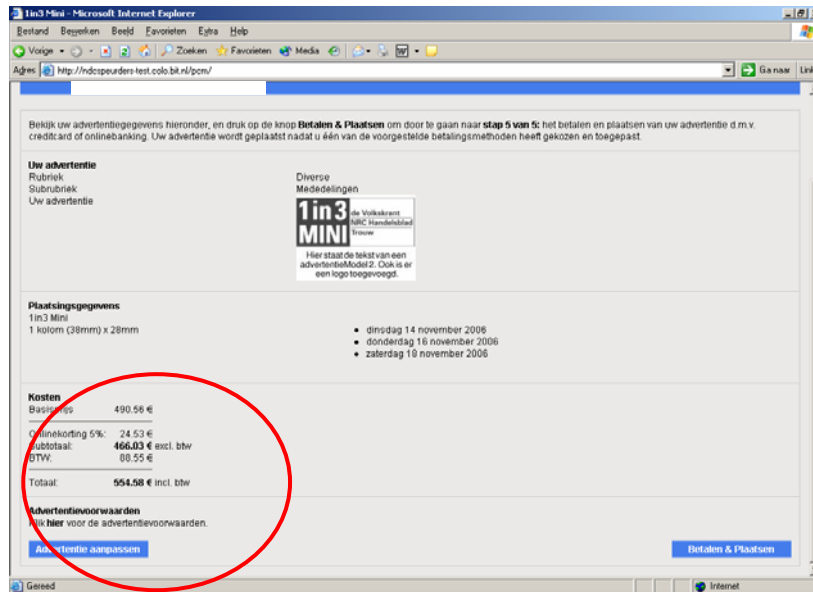 1in3 Mini - Microsoft Internet Explorer
Bestand Bewerken Beeld Favorieten Extra Help
Vorige Zoeken Favorieten Media
Adres http://ndcspeurders-test.colo.bit.nl/pcm/ Ga naar
Bekijk uw advertentiegegevens hieronder, en druk op de knop Betalen & Plaatsen om door te gaan naar stap 5 van 5: het betalen en plaatsen van uw advertentie d.m.v.
creditcard of onlinebanking. Uw advertentie wordt geplaatst nadat u één van de voorgestelde betalingsmethoden heeft gekozen en toegepast.
Uw advertentie
Rubriek Diverse
Subrubriek Mededelingen
Uw advertentie
1in3 MINI
de Volkskrant
NRC Handelsblad
Trouw
Hier staat de tekst van een
advertentieModel 2. Ook is er
een logo toegevoegd.
Plaatsingsgegevens
1in3 Mini
1 kolom (38mm) x 28mm
dinsdag 14 november 2006
donderdag 16 november 2006
zaterdag 18 november 2006
Kosten
Basisprijs 490.56 €
Onlinekorting 5%: 24.53 €
Subtotaal: 466.03 € excl. btw
BTW: 88.55 €
Totaal: 554.58 € incl. btw
Advertentievoorwaarden
Klik hier voor de advertentievoorwaarden.
Advertentie aanpassen Betalen & Plaatsen
Gereed Internet